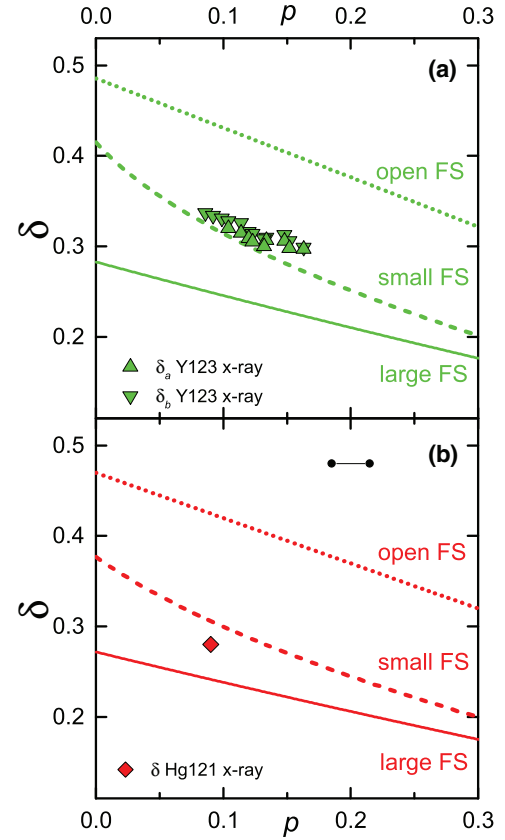 p
0.0 0.1 0.2 0.3
(a)
0.5
0.4
0.3
0.2
δ
open FS
small FS
large FS
δa Y123 x-ray
δb Y123 x-ray
(b)
0.5
0.4
0.3
0.2
δ
open FS
small FS
large FS
δ Hg121 x-ray
0.0 0.1 0.2 0.3
p